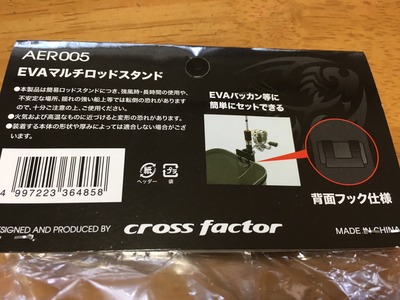 AER005
EVAマルチロッドスタンド
●本製品は簡易ロッドスタンドにつき、強風時・長時間の使用や、
不安定な場所、揺れの強い船上等では転倒の恐れがあります
ので、十分ご注意の上、ご使用ください。
●火気および高温なものに近づけると変形の恐れがあります。
●装着する本体の形状や厚みによっては適合しない場合がござ
います。
EVAバッカン等に
簡単にセットできる
背面フック仕様
4 997223 364858
紙
ヘッダー
プラ
袋
DESIGNED AND PRODUCED BY cross factor
MADE IN CHINA